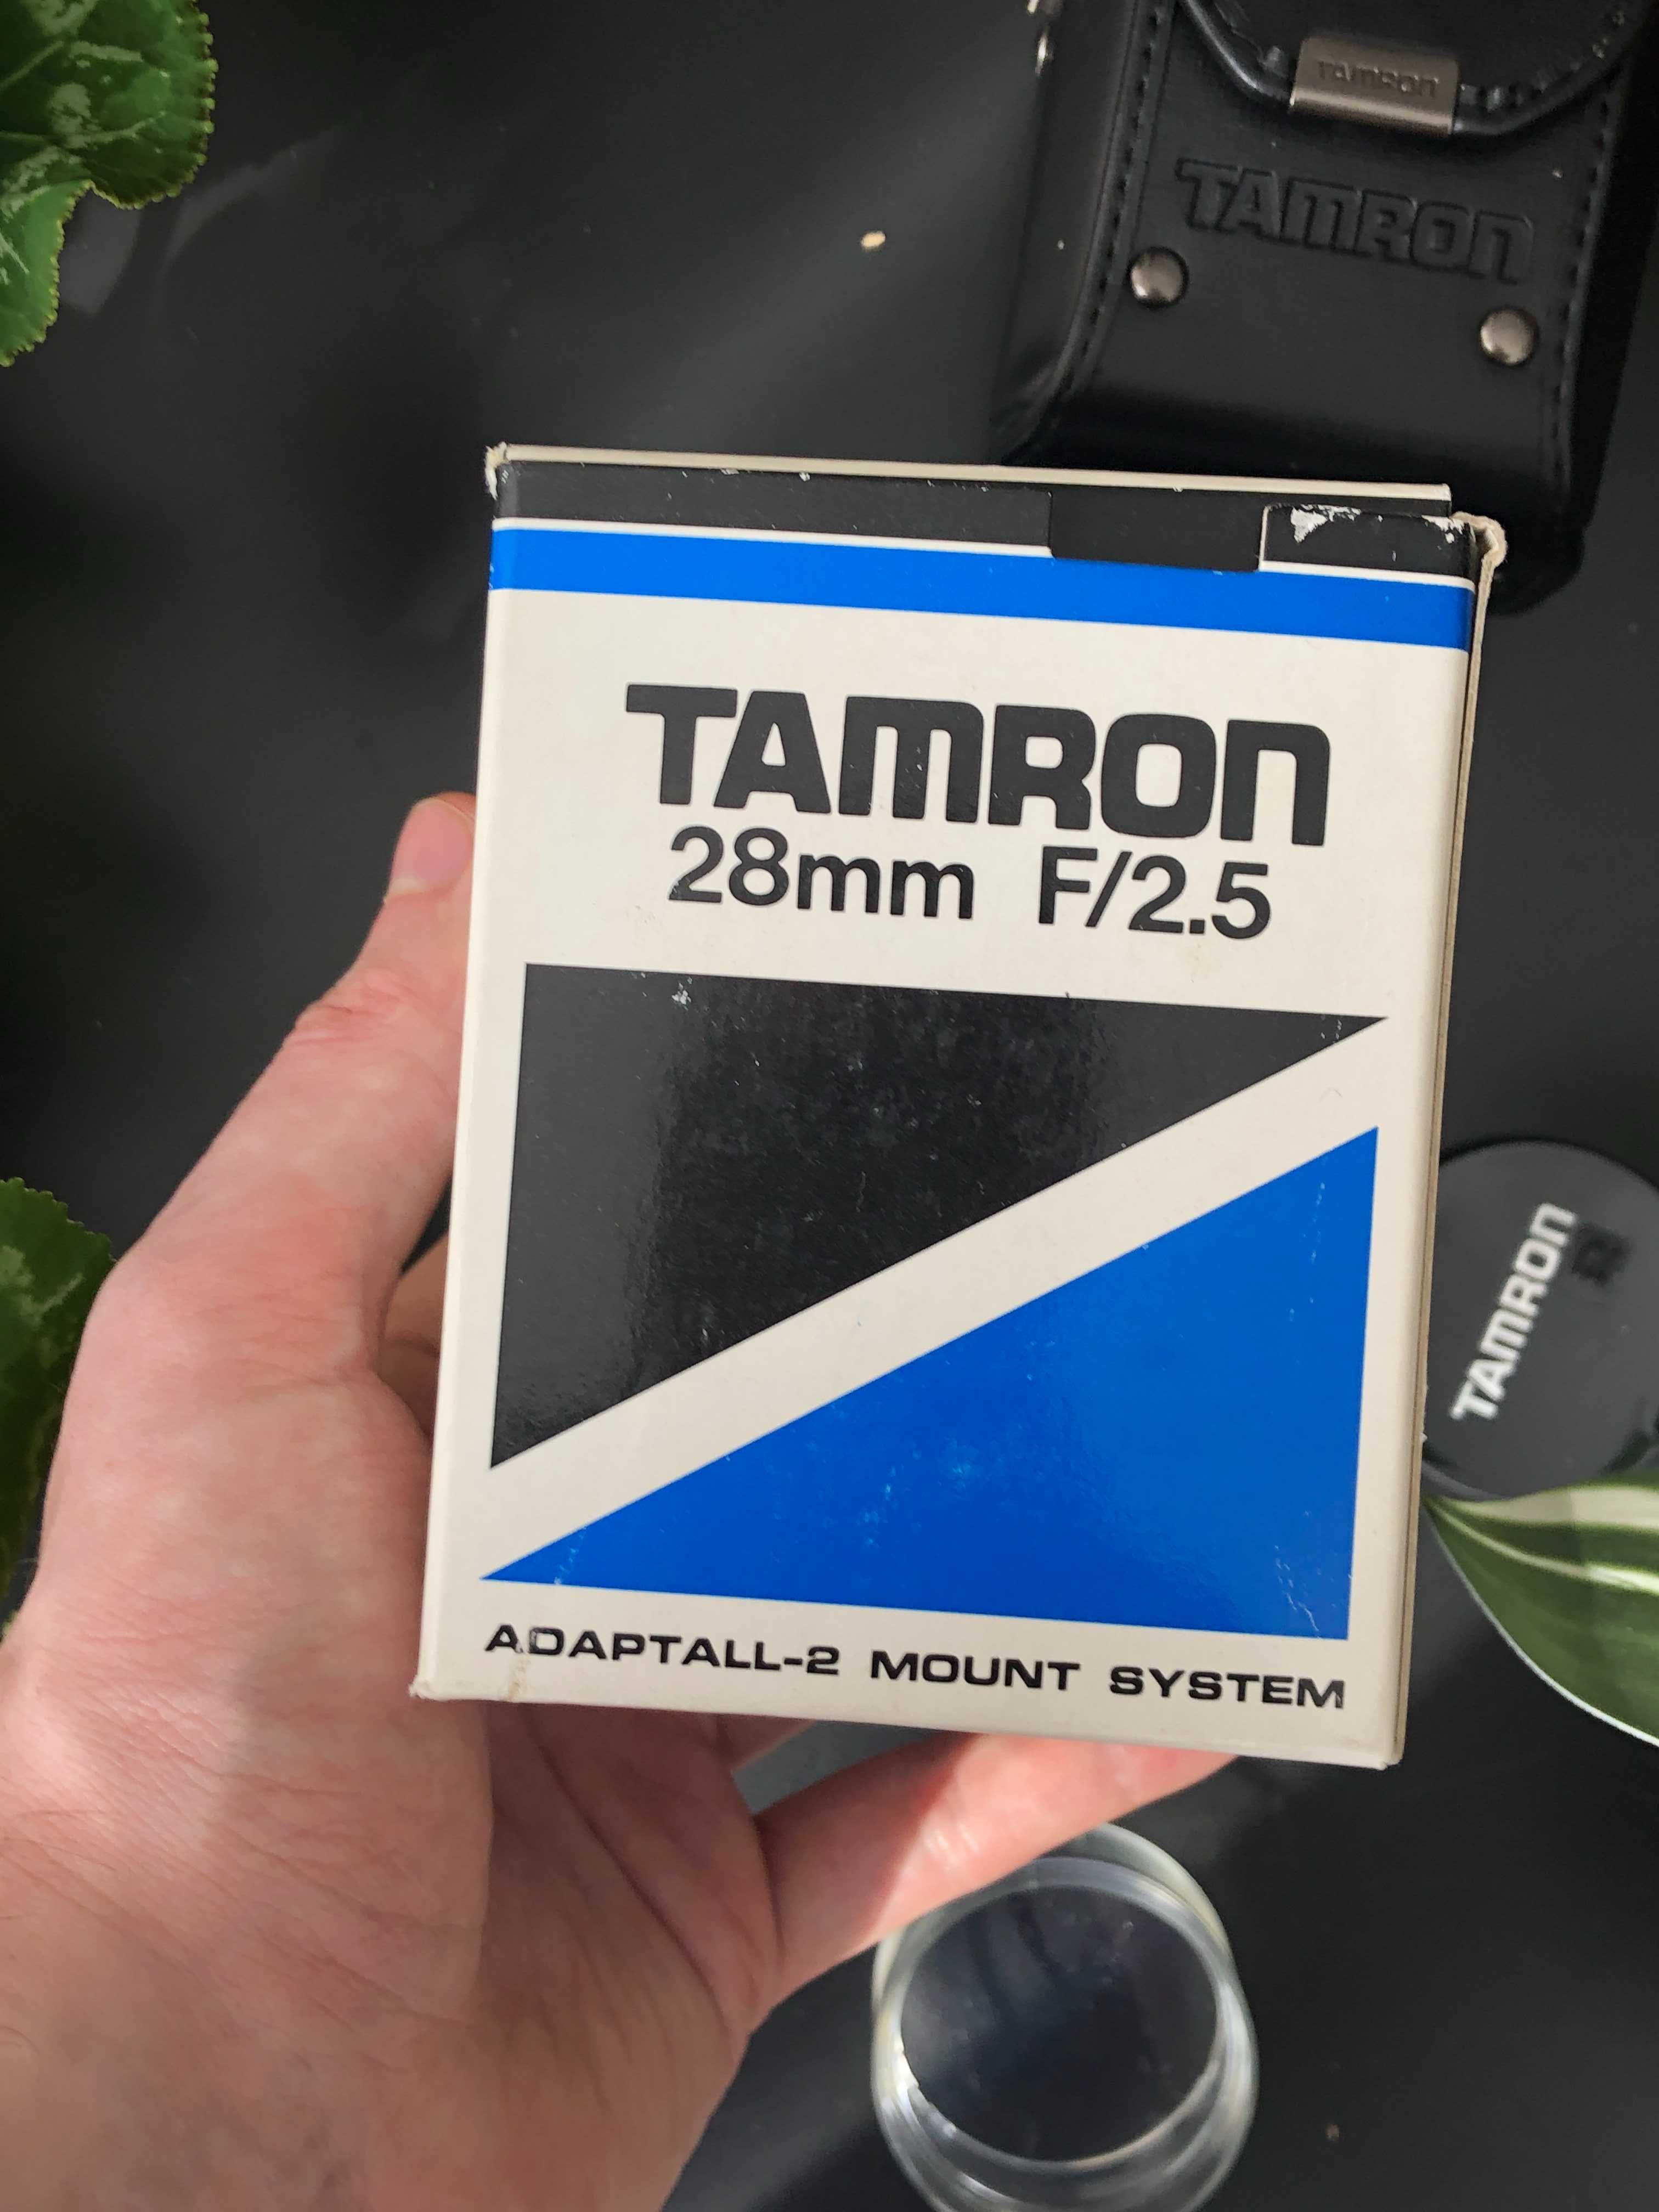 TAMRON
TAMRON
TAMRON
28mm F/2.5
TAMRON
ADAPTALL-2 MOUNT SYSTEM